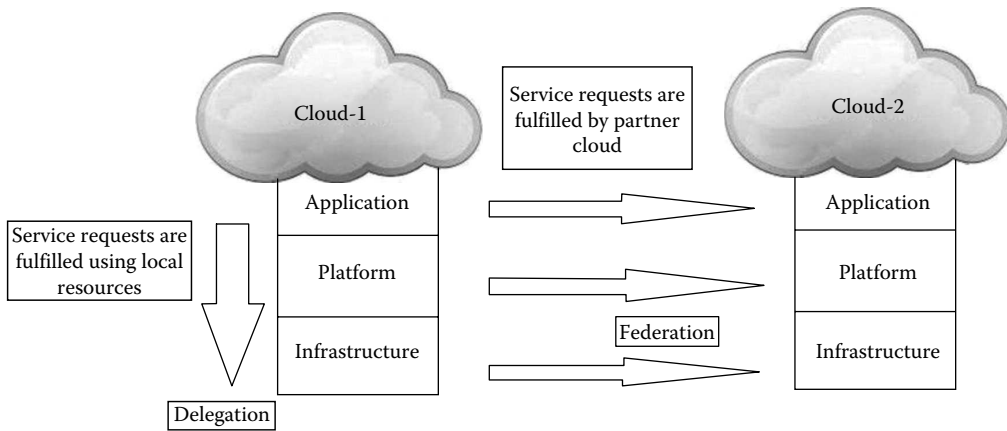 Cloud-1
Service requests are
fulfilled by partner
cloud
Cloud-2
Application
Application
Service requests are
fulfilled using local
resources
Platform
Platform
Federation
Infrastructure
Infrastructure
Delegation